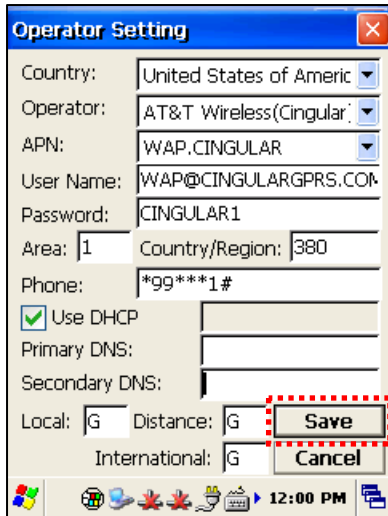 Operator Setting
Country: United States of Americ
Operator: AT&T Wireless(Cingular)
APN: WAP.CINGULAR
User Name: WAP@CINGULARGPRS.COM
Password: CINGULAR1
Area: 1 Country/Region: 380
Phone: *99***1#
Use DHCP
Primary DNS:
Secondary DNS:
Local: G Distance: G Save
International: G Cancel
12:00 PM